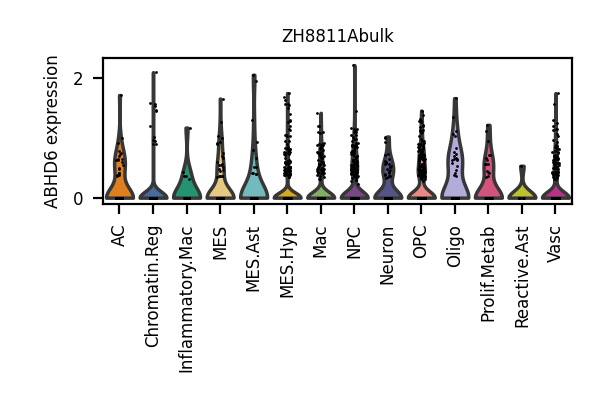 ZH8811Abulk
ABHD6 expression
2
0
AC
Chromatin.Reg
Inflammatory.Mac
MES
MES.Ast
MES.Hyp
Mac
NPC
Neuron
OPC
Oligo
Prolif.Metab
Reactive.Ast
Vasc